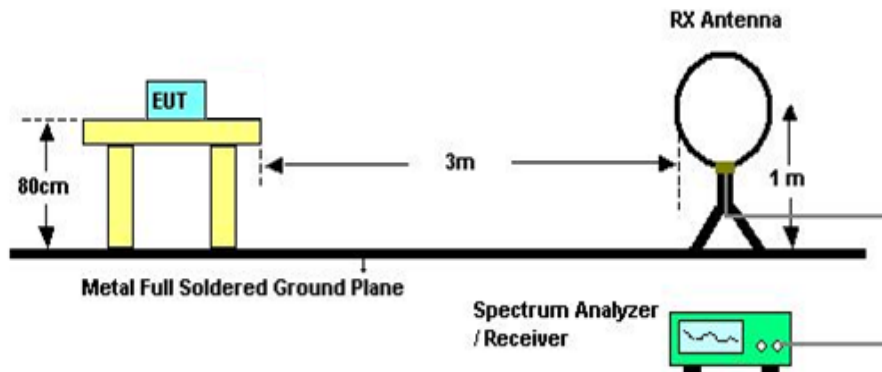 RX Antenna
EUT
3m
80cm
1 m
Metal Full Soldered Ground Plane
Spectrum Analyzer
/ Receiver